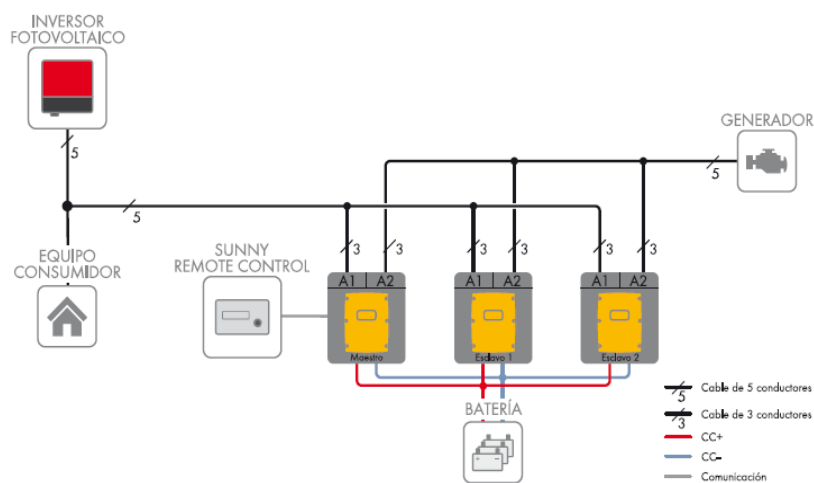 INVERSOR
FOTOVOLTAICO
5
GENERADOR
5
5
3
3
3
3
3
3
EQUIPO
CONSUMIDOR
SUNNY
REMOTE CONTROL
A1 A2
A1 A2
A1 A2
Maestro
Esclavo 1
Esclavo 2
BATERÍA
5 Cable de 5 conductores
3 Cable de 3 conductores
CC+
CC-
Comunicación